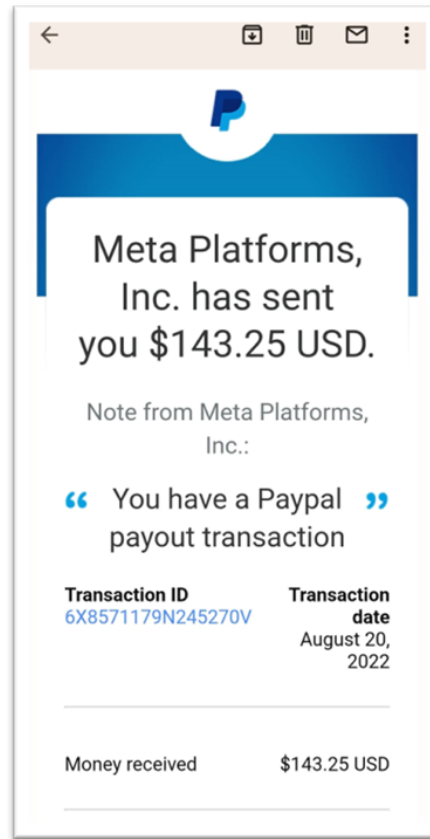 Meta Platforms,
Inc. has sent
you $143.25 USD.
Note from Meta Platforms,
Inc.:
“ You have a Paypal ”
payout transaction
Transaction ID
6X8571179N245270V
Transaction
date
August 20,
2022
Money received $143.25 USD